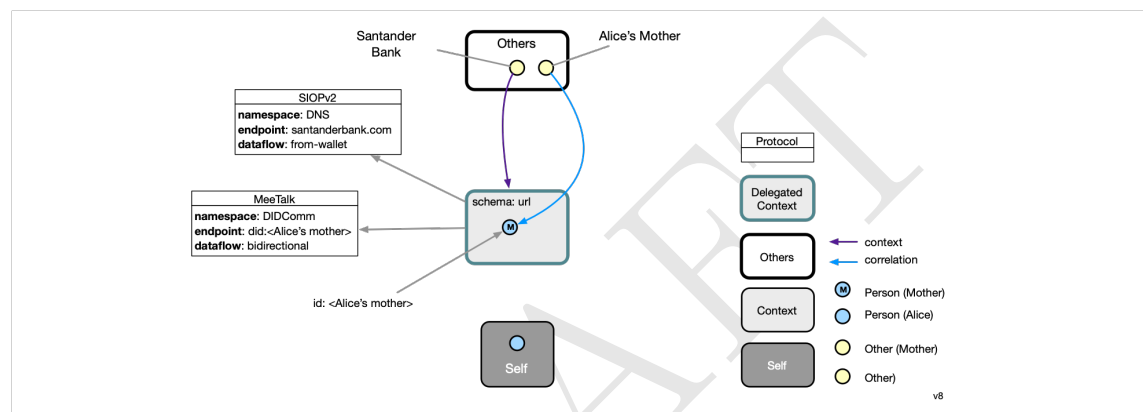 Santander
Bank
Others
Alice's Mother
SIOPv2
namespace: DNS
endpoint: santanderbank.com
dataflow: from-wallet
MeeTalk
namespace: DIDComm
endpoint: did:<Alice's mother>
dataflow: bidirectional
schema: url
M
id: <Alice's mother>
Self
Protocol
Delegated
Context
Others
context
correlation
Context
M
Person (Mother)
Person (Alice)
Self
Other (Mother)
Other)
v8
AFT